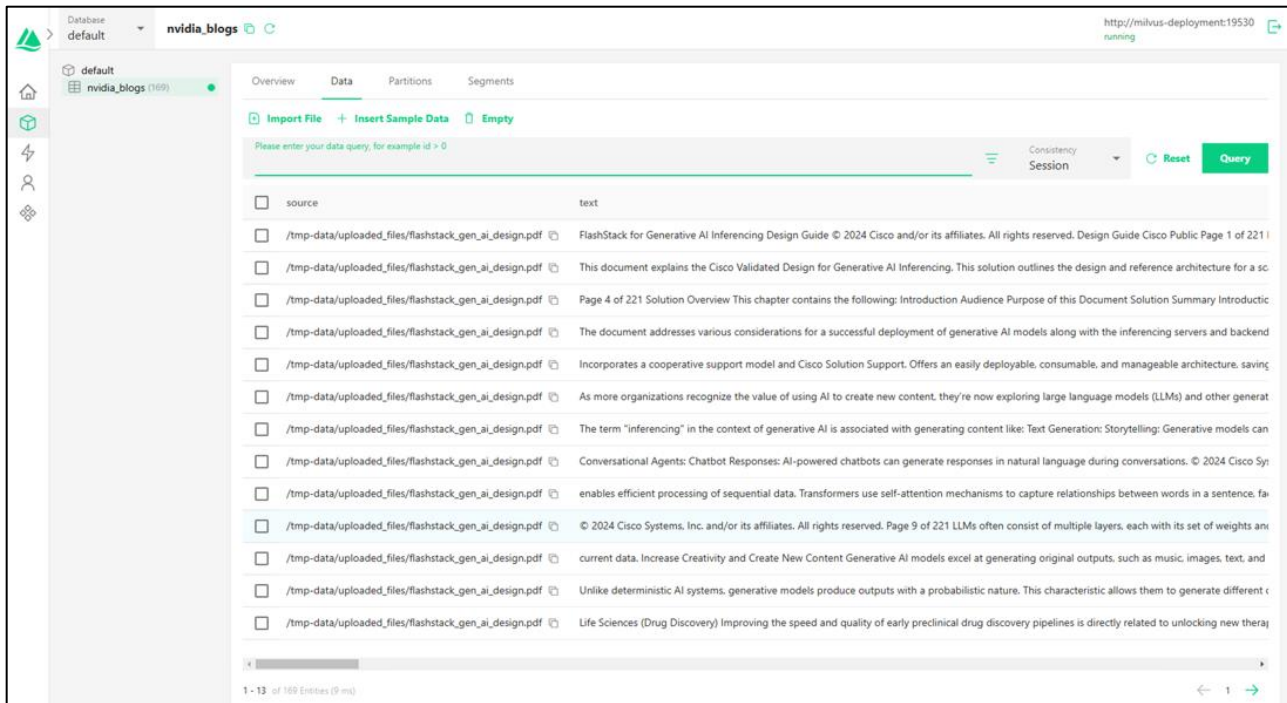 Database
default
nvidia_blogs
http://milvus-deployment:19530
running
default
nvidia_blogs (169)
Overview Data Partitions Segments
Import File + Insert Sample Data Empty
Please enter your data query, for example id > 0
Consistency
Session
Reset Query
source text
/tmp-data/uploaded_files/flashstack_gen_ai_design.pdf FlashStack for Generative AI Inferencing Design Guide © 2024 Cisco and/or its affiliates. All rights reserved. Design Guide Cisco Public Page 1 of 221
/tmp-data/uploaded_files/flashstack_gen_ai_design.pdf This document explains the Cisco Validated Design for Generative AI Inferencing. This solution outlines the design and reference architecture for a sc
/tmp-data/uploaded_files/flashstack_gen_ai_design.pdf Page 4 of 221 Solution Overview This chapter contains the following: Introduction Audience Purpose of this Document Solution Summary Introductic
/tmp-data/uploaded_files/flashstack_gen_ai_design.pdf The document addresses various considerations for a successful deployment of generative AI models along with the inferencing servers and backend
/tmp-data/uploaded_files/flashstack_gen_ai_design.pdf Incorporates a cooperative support model and Cisco Solution Support. Offers an easily deployable, consumable, and manageable architecture, saving
/tmp-data/uploaded_files/flashstack_gen_ai_design.pdf As more organizations recognize the value of using AI to create new content, they're now exploring large language models (LLMs) and other generat
/tmp-data/uploaded_files/flashstack_gen_ai_design.pdf The term "inferencing" in the context of generative AI is associated with generating content like: Text Generation: Storytelling: Generative models can
/tmp-data/uploaded_files/flashstack_gen_ai_design.pdf Conversational Agents: Chatbot Responses: AI-powered chatbots can generate responses in natural language during conversations. © 2024 Cisco Sy
/tmp-data/uploaded_files/flashstack_gen_ai_design.pdf enables efficient processing of sequential data. Transformers use self-attention mechanisms to capture relationships between words in a sentence, fa
/tmp-data/uploaded_files/flashstack_gen_ai_design.pdf © 2024 Cisco Systems, Inc. and/or its affiliates. All rights reserved. Page 9 of 221 LLMs often consist of multiple layers, each with its set of weights and
/tmp-data/uploaded_files/flashstack_gen_ai_design.pdf current data. Increase Creativity and Create New Content Generative AI models excel at generating original outputs, such as music, images, text, and
/tmp-data/uploaded_files/flashstack_gen_ai_design.pdf Unlike deterministic AI systems, generative models produce outputs with a probabilistic nature. This characteristic allows them to generate different
/tmp-data/uploaded_files/flashstack_gen_ai_design.pdf Life Sciences (Drug Discovery) Improving the speed and quality of early preclinical drug discovery pipelines is directly related to unlocking new thera
1 - 13 of 169 Entities (9 ms)
1